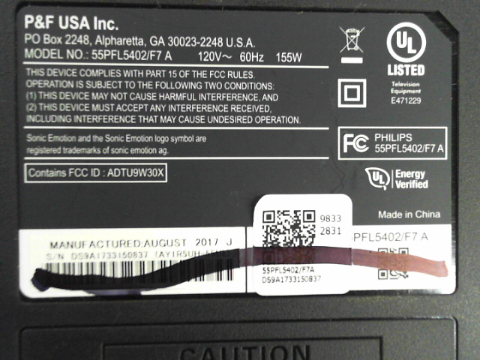 P&F USA Inc.
PO Box 2248, Alpharetta, GA 30023-2248 U.S.A.
MODEL NO.: 55PFL5402/F7 A 120V~ 60Hz 155W
THIS DEVICE COMPLIES WITH PART 15 OF THE FCC RULES.
OPERATION IS SUBJECT TO THE FOLLOWING TWO CONDITIONS:
(1) THIS DEVICE MAY NOT CAUSE HARMFUL INTERFERENCE, AND
(2) THIS DEVICE MUST ACCEPT ANY INTERFERENCE RECEIVED,
INCLUDING INTERFERENCE THAT MAY CAUSE UNDESIRED OPERATION.
Sonic Emotion and the Sonic Emotion logo symbol are
registered trademarks of sonic emotion ag.
Contains FCC ID : ADTU9W30X
UL
LISTED
Television
Equipment
E471229
FC PHILIPS
55PFL5402/F7 A
UL Energy
Verified
Made in China
MANUFACTURED:AUGUST 2017 J
S/N DS9A1733150837
9833
2831
55PFL5402/F7A
DS9A1733150837
PFL5402/F7 A
CAUTION